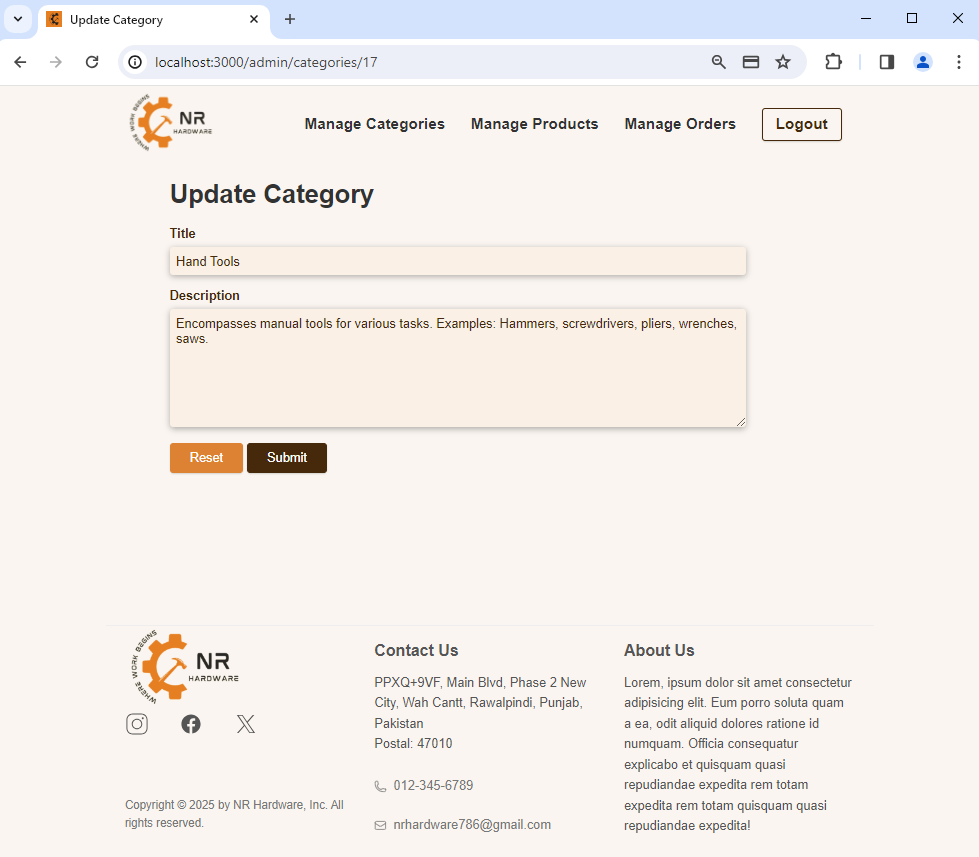 Update Category
localhost:3000/admin/categories/17
WHERE WORK BEGINS
NR
HARDWARE
Manage Categories
Manage Products
Manage Orders
Logout
Update Category
Title
Hand Tools
Description
Encompasses manual tools for various tasks. Examples: Hammers, screwdrivers, pliers, wrenches,
saws.
Reset
Submit
WHERE WORK BEGINS
NR
HARDWARE
Copyright © 2025 by NR Hardware, Inc. All
rights reserved.
Contact Us
PPXQ+9VF, Main Blvd, Phase 2 New
City, Wah Cantt, Rawalpindi, Punjab,
Pakistan
Postal: 47010
012-345-6789
nrhardware786@gmail.com
About Us
Lorem, ipsum dolor sit amet consectetur
adipisicing elit. Eum porro soluta quam
a ea, odit aliquid dolores ratione id
numquam. Officia consequatur
explicabo et quisquam quasi
repudiandae expedita rem totam
expedita rem totam quisquam quasi
repudiandae expedita!